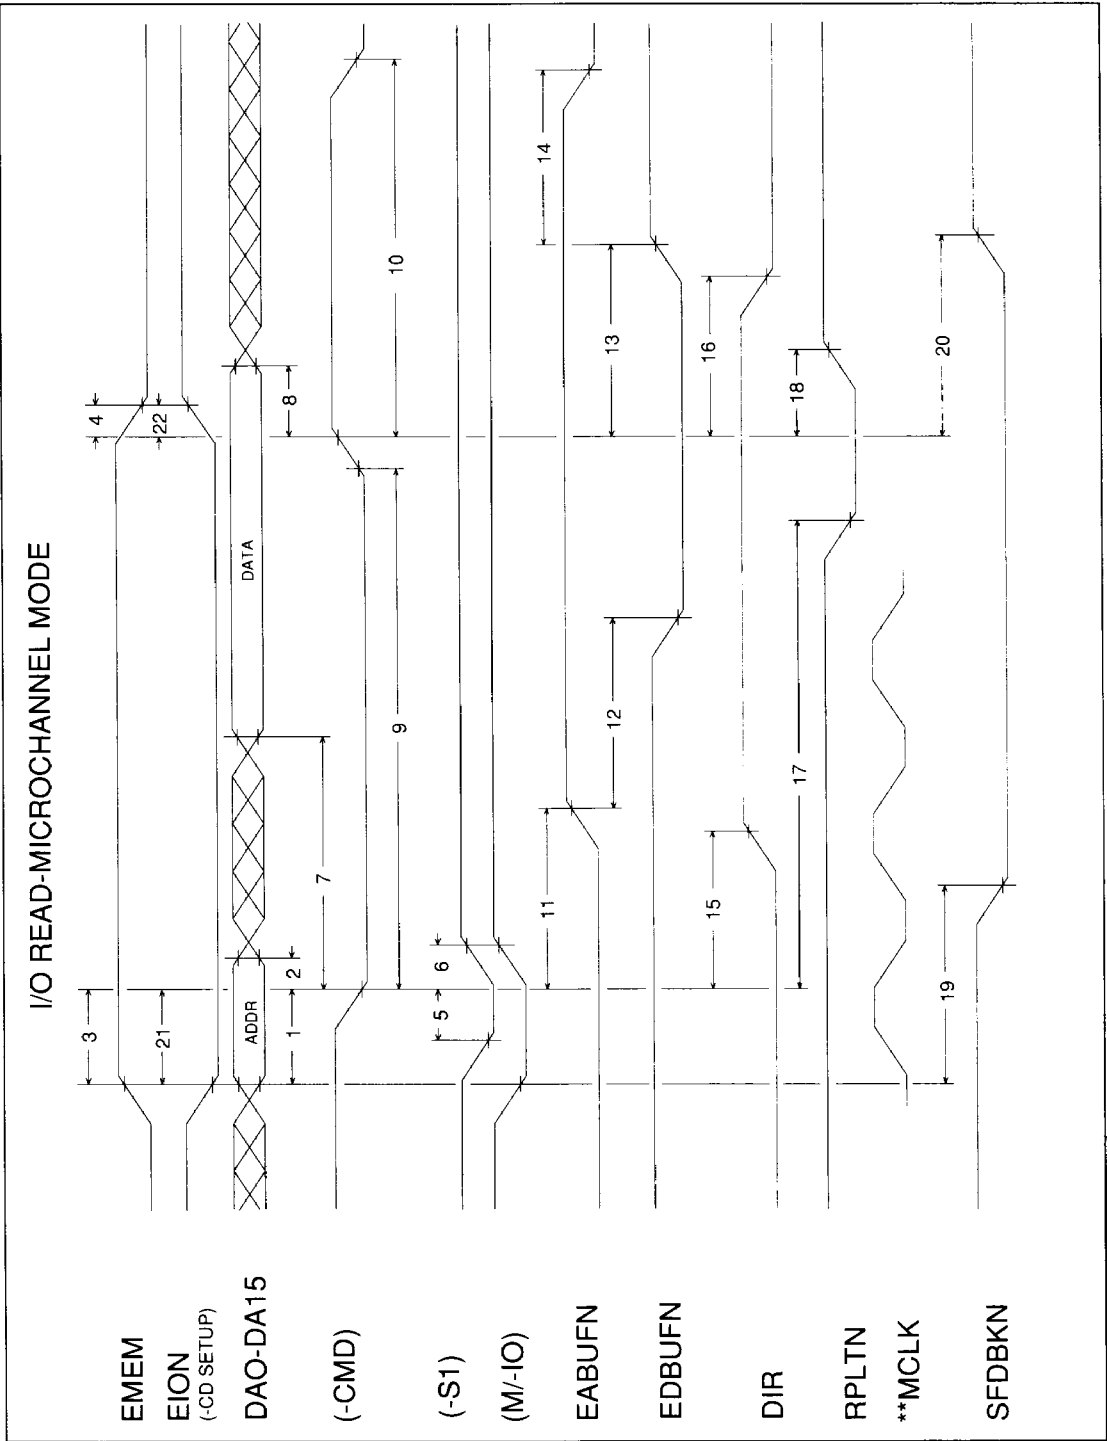 I/O READ-MICROCHANNEL MODE
EMEM
3
4
EION
(-CD SETUP)
21
22
DAO-DA15
ADDR
DATA
1
2
8
(-CMD)
7
9
10
(-S1)
5
6
(M/-IO)
EABUFN
11
12
13
14
EDBUFN
DIR
15
16
RPLTN
17
18
**MCLK
SFDBKN
19
20